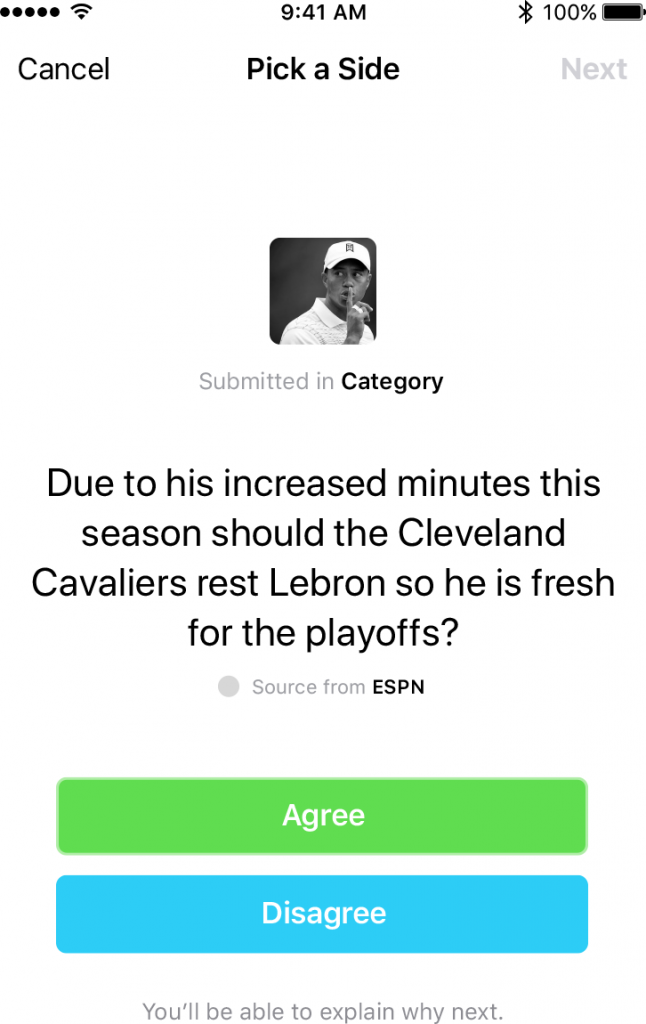 9:41 AM 100%
Cancel Pick a Side Next
Submitted in Category
Due to his increased minutes this
season should the Cleveland
Cavaliers rest Lebron so he is fresh
for the playoffs?
Source from ESPN
Agree
Disagree
You’ll be able to explain why next.